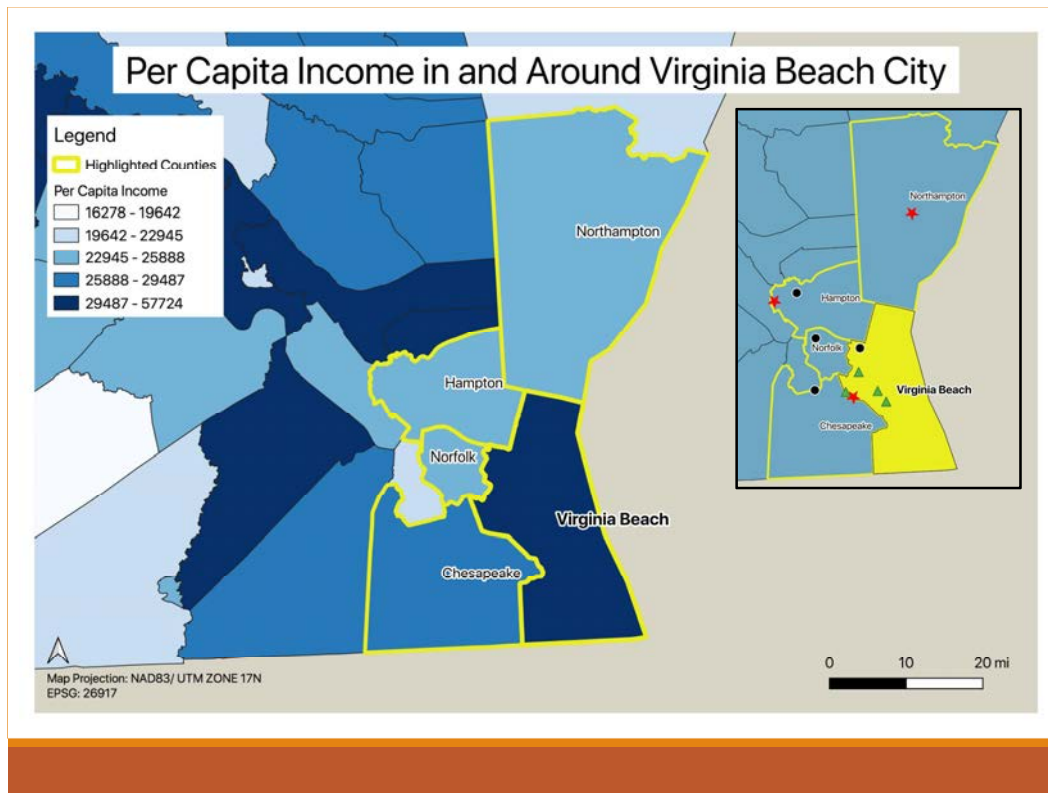 Per Capita Income in and Around Virginia Beach City
Legend
Highlighted Counties
Per Capita Income
16278 - 19642
19642 - 22945
22945 - 25888
25888 - 29487
29487 - 57724
Northampton
Hampton
Norfolk
Virginia Beach
Chesapeake
Northampton
Hampton
Norfolk
Virginia Beach
Chesapeake
Map Projection: NAD83/ UTM ZONE 17N
EPSG: 26917
0 10 20 mi